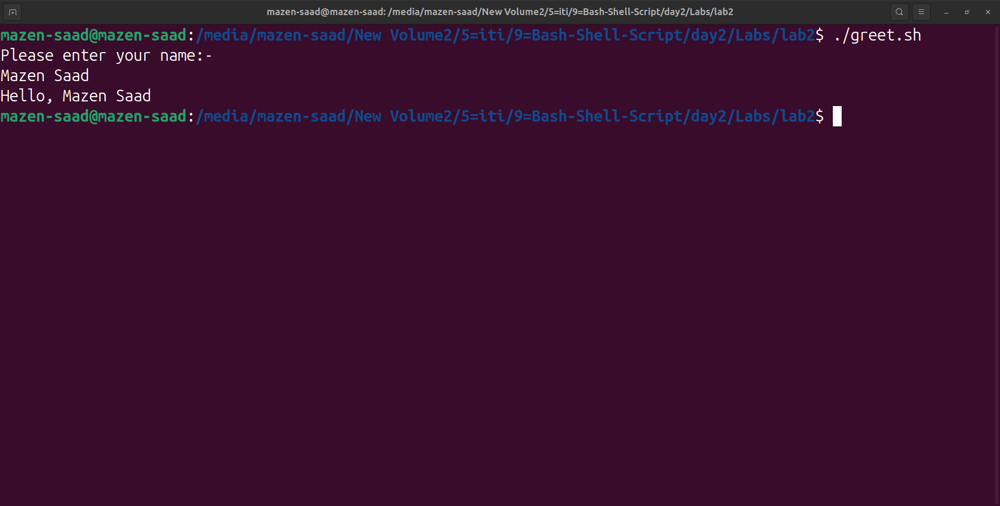 mazen-saad@mazen-saad: /media/mazen-saad/New Volume2/5=iti/9=Bash-Shell-Script/day2/Labs/lab2
mazen-saad@mazen-saad:/media/mazen-saad/New Volume2/5=iti/9=Bash-Shell-Script/day2/Labs/lab2$ ./greet.sh
Please enter your name:-
Mazen Saad
Hello, Mazen Saad
mazen-saad@mazen-saad:/media/mazen-saad/New Volume2/5=iti/9=Bash-Shell-Script/day2/Labs/lab2$